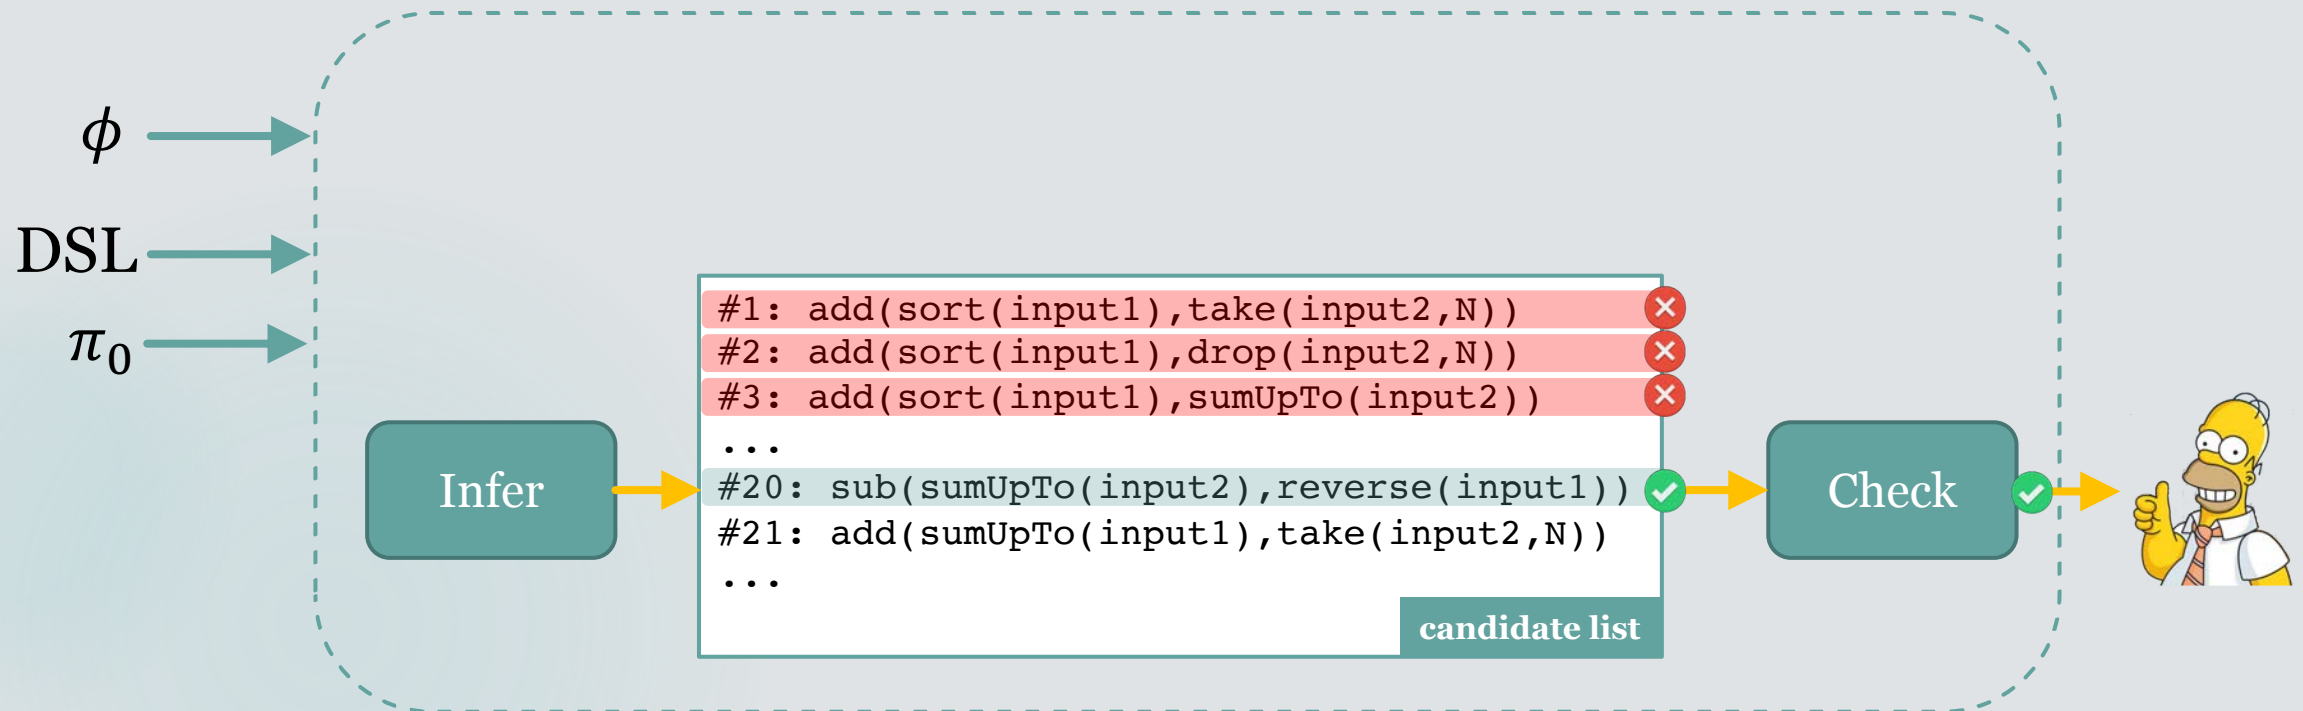 ϕ
DSL
π₀
Infer
#1: add(sort(input1),take(input2,N))
#2: add(sort(input1),drop(input2,N))
#3: add(sort(input1),sumUpTo(input2))
...
#20: sub(sumUpTo(input2),reverse(input1))
#21: add(sumUpTo(input1),take(input2,N))
...
candidate list
Check